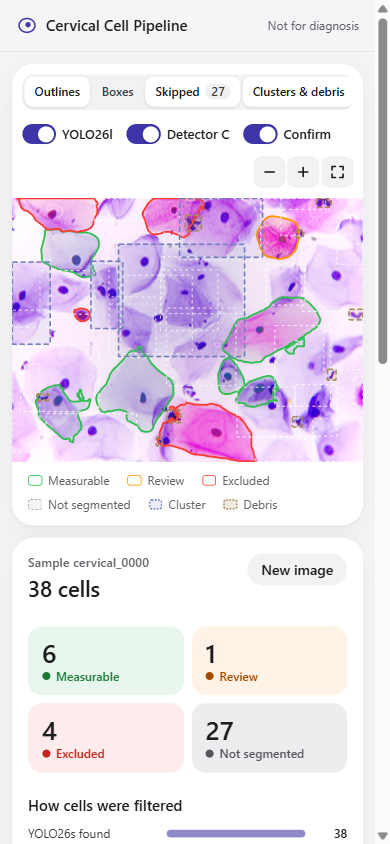 Cervical Cell Pipeline Not for diagnosis
Outlines Boxes Skipped 27 Clusters & debris
YOLO26l Detector C Confirm
Measurable Review Excluded
Not segmented Cluster Debris
Sample cervical_0000
38 cells
New image
6
Measurable
1
Review
4
Excluded
27
Not segmented
How cells were filtered
YOLO26s found 38